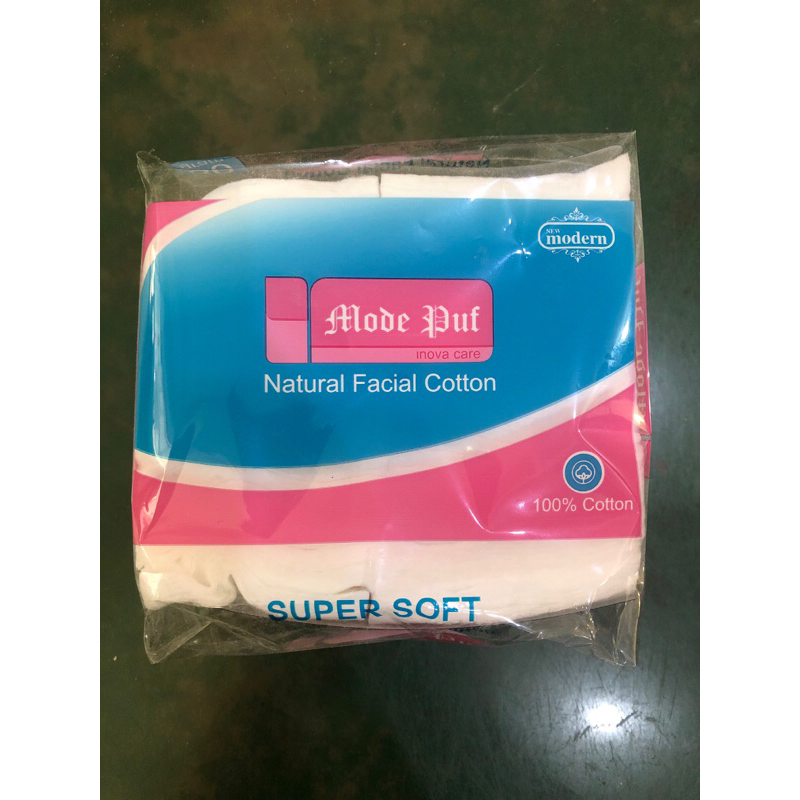 NEW
modern
Mode Puf
inova care
Natural Facial Cotton
100% Cotton
SUPER SOFT